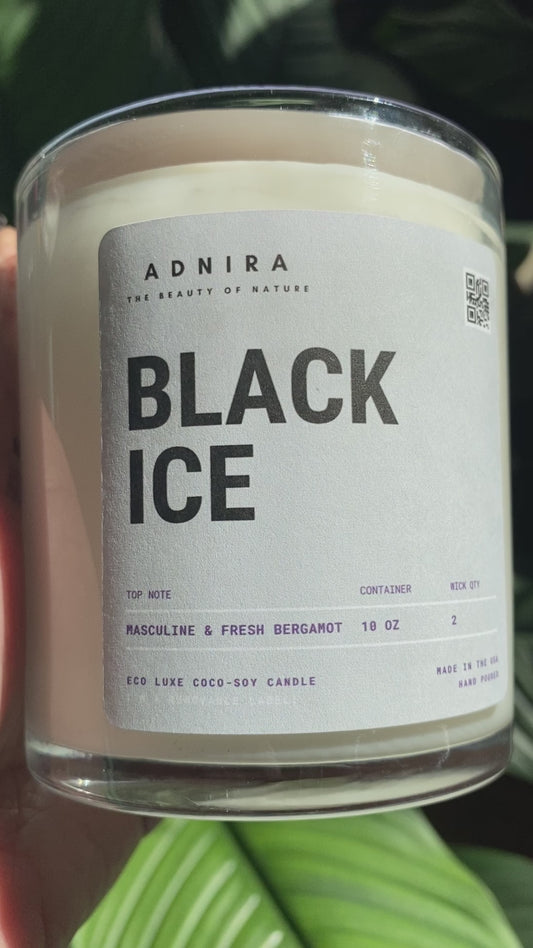 ADNIRA
THE BEAUTY OF NATURE
BLACK
ICE
TOP NOTE CONTAINER WICK QTY
MASCULINE & FRESH BERGAMOT 10 OZ 2
ECO LUXE COCO-SOY CANDLE
MADE IN THE USA
HAND POURED